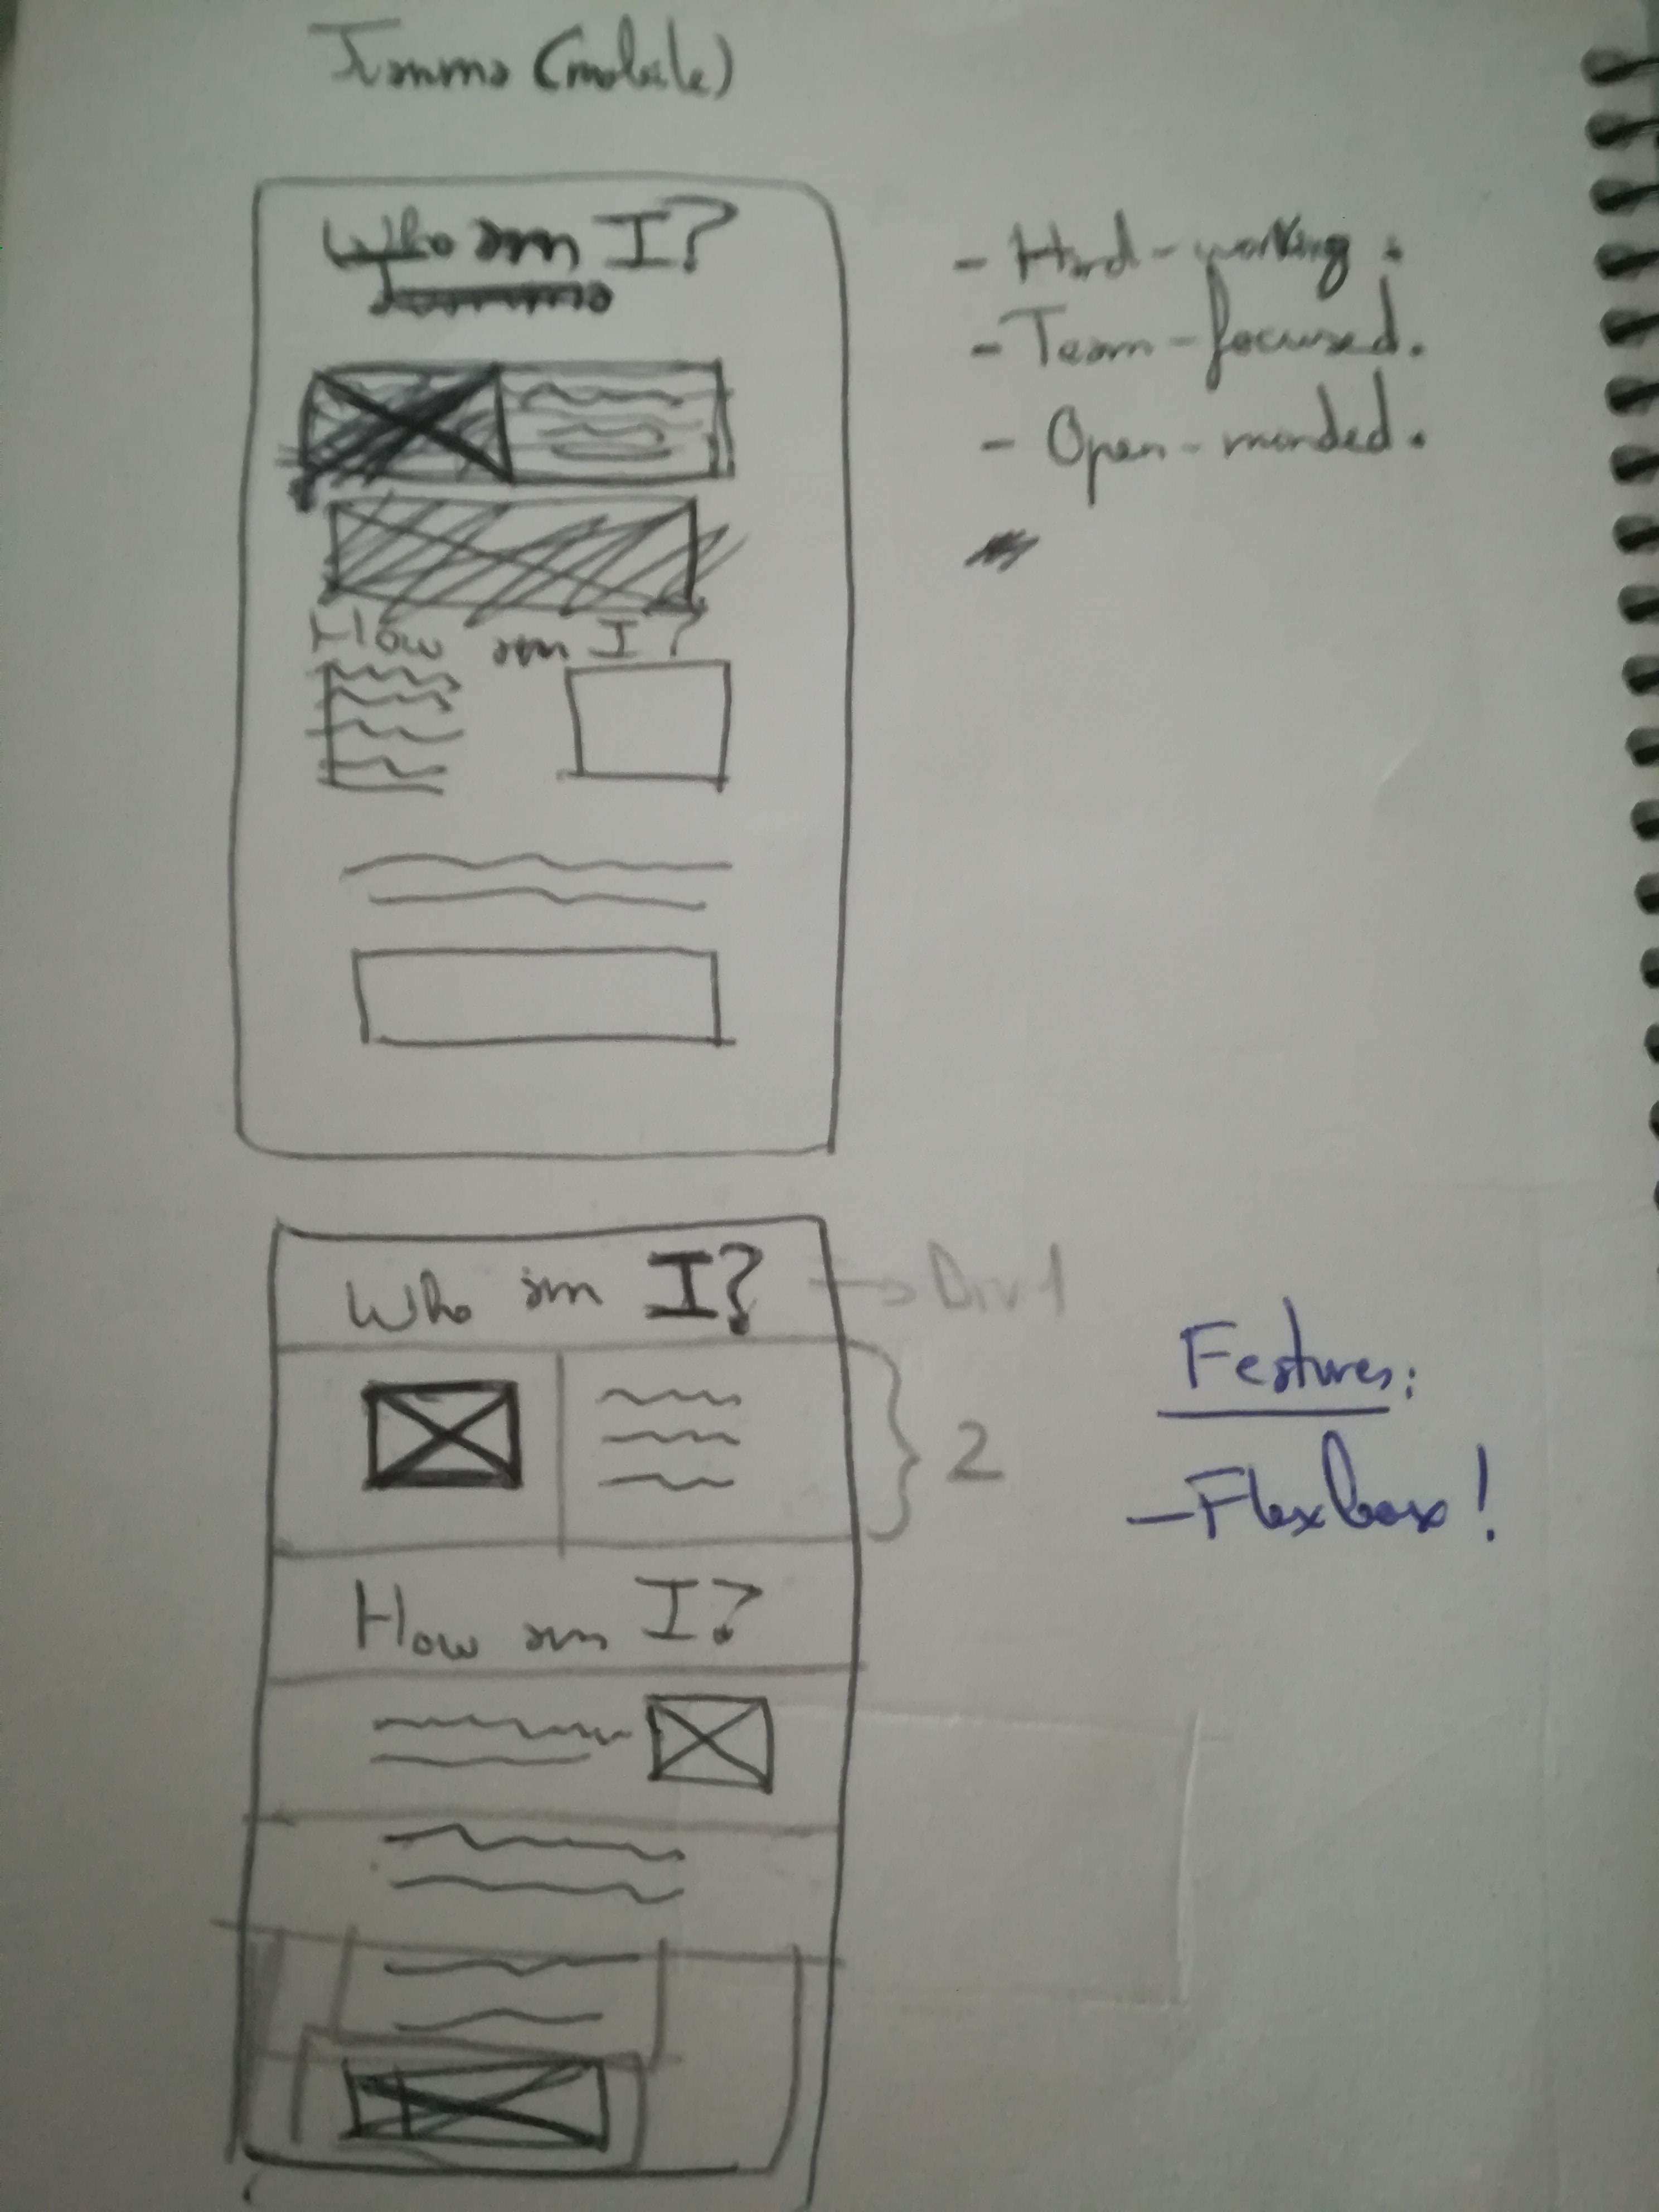 (mobile)
Who am I?
How am I?
- Hard-working.
- Team-focused.
- Open-minded.
Who am I?
→ Div 1
2
How am I?
Features:
- Flexbox!